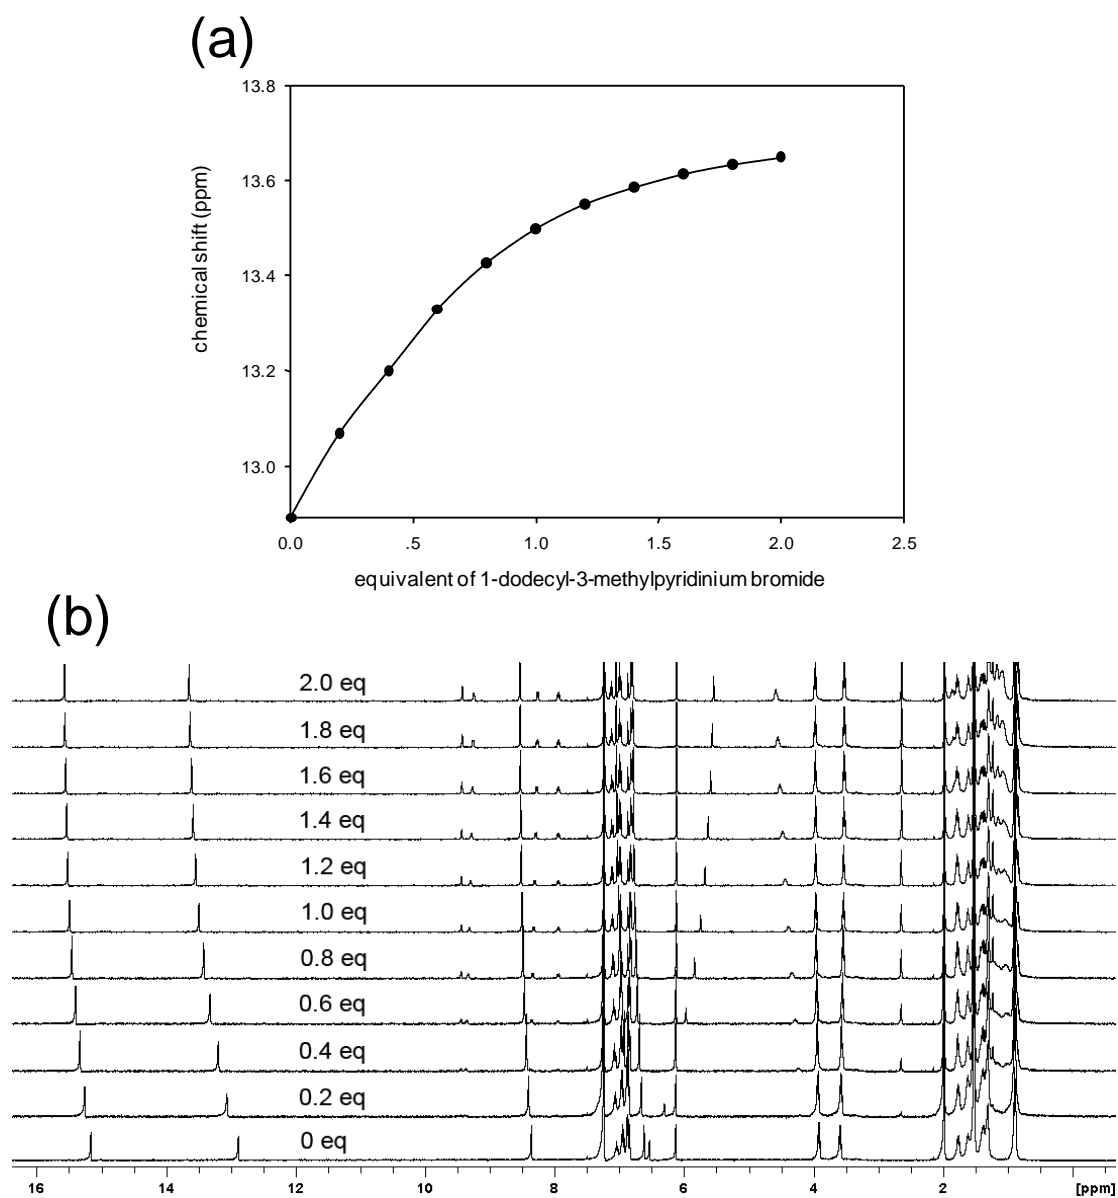 (a)
13.8
13.6
13.4
13.2
13.0
chemical shift (ppm)
0.0 .5 1.0 1.5 2.0 2.5
equivalent of 1-dodecyl-3-methylpyridinium bromide
(b)
2.0 eq
1.8 eq
1.6 eq
1.4 eq
1.2 eq
1.0 eq
0.8 eq
0.6 eq
0.4 eq
0.2 eq
0 eq
16 14 12 10 8 6 4 2 [ppm]